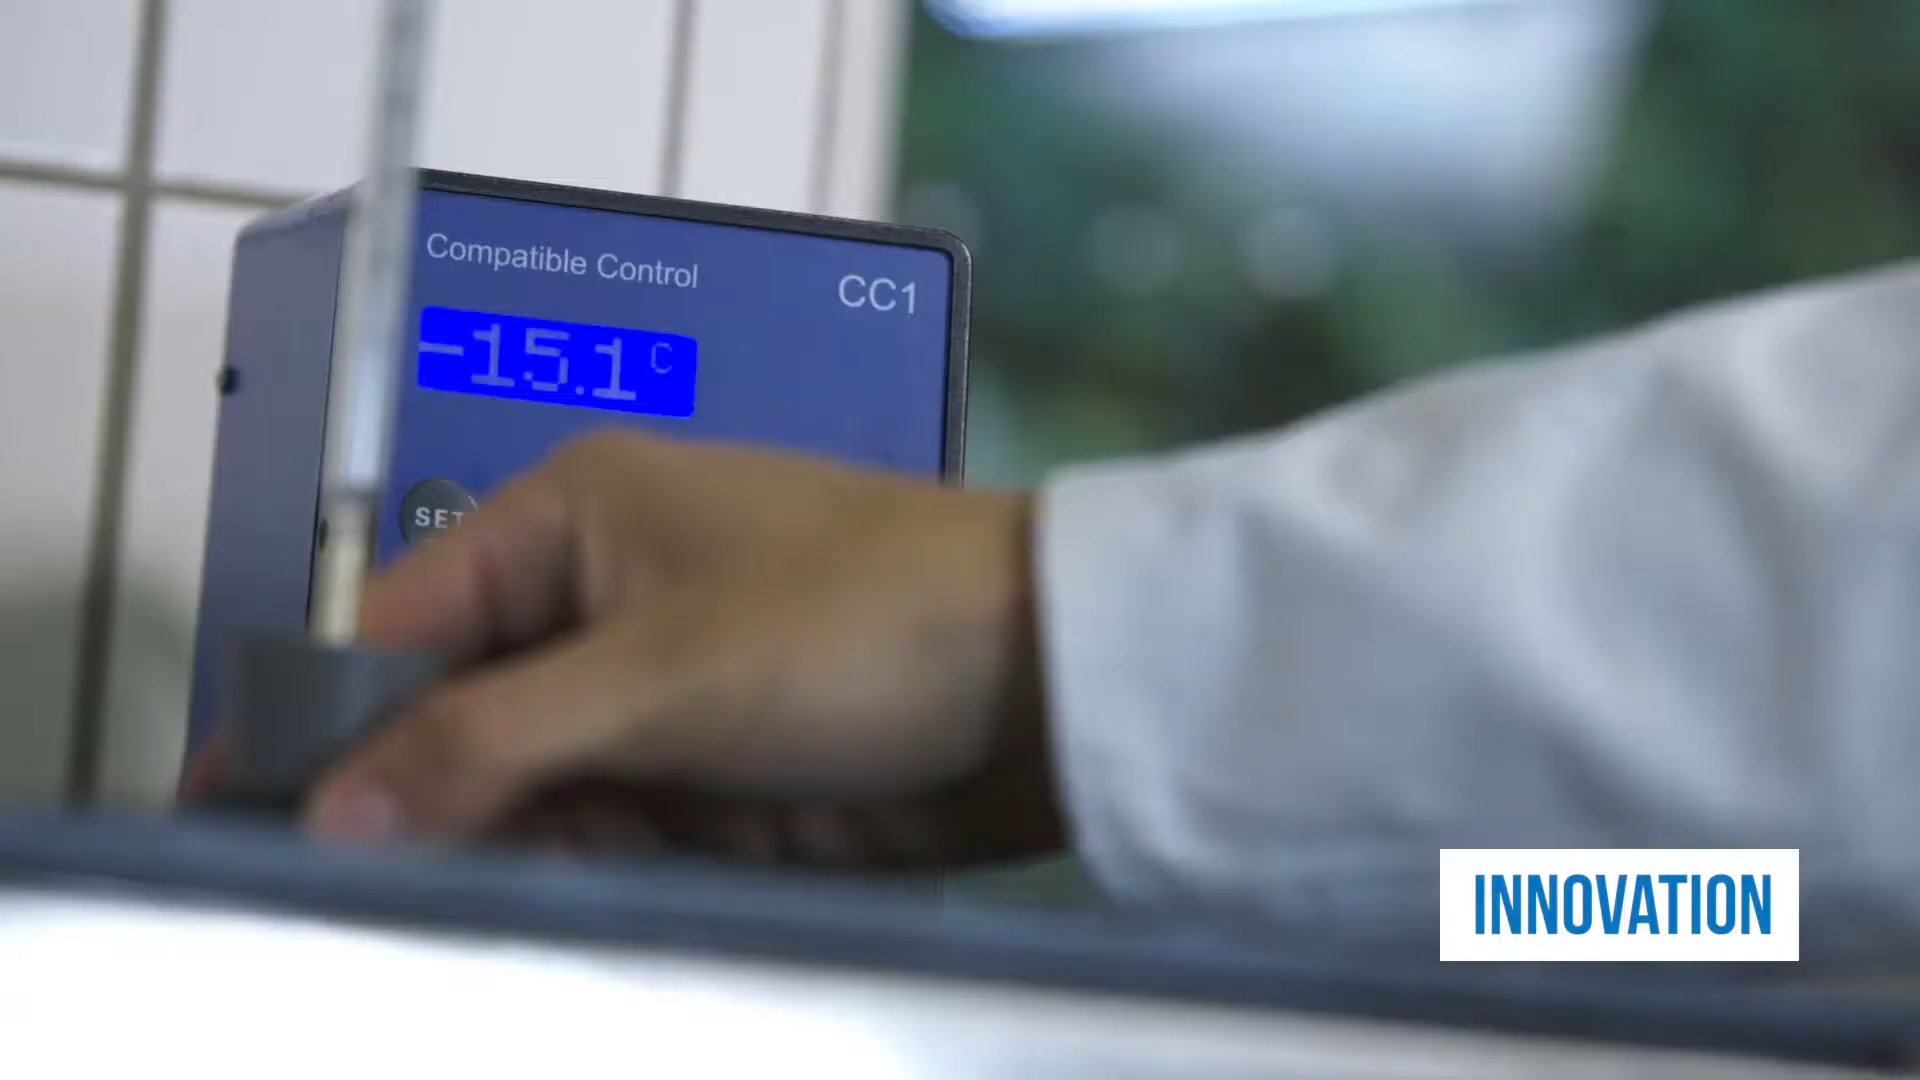 Compatible Control
CC1
-15.1 C
SET
INNOVATION